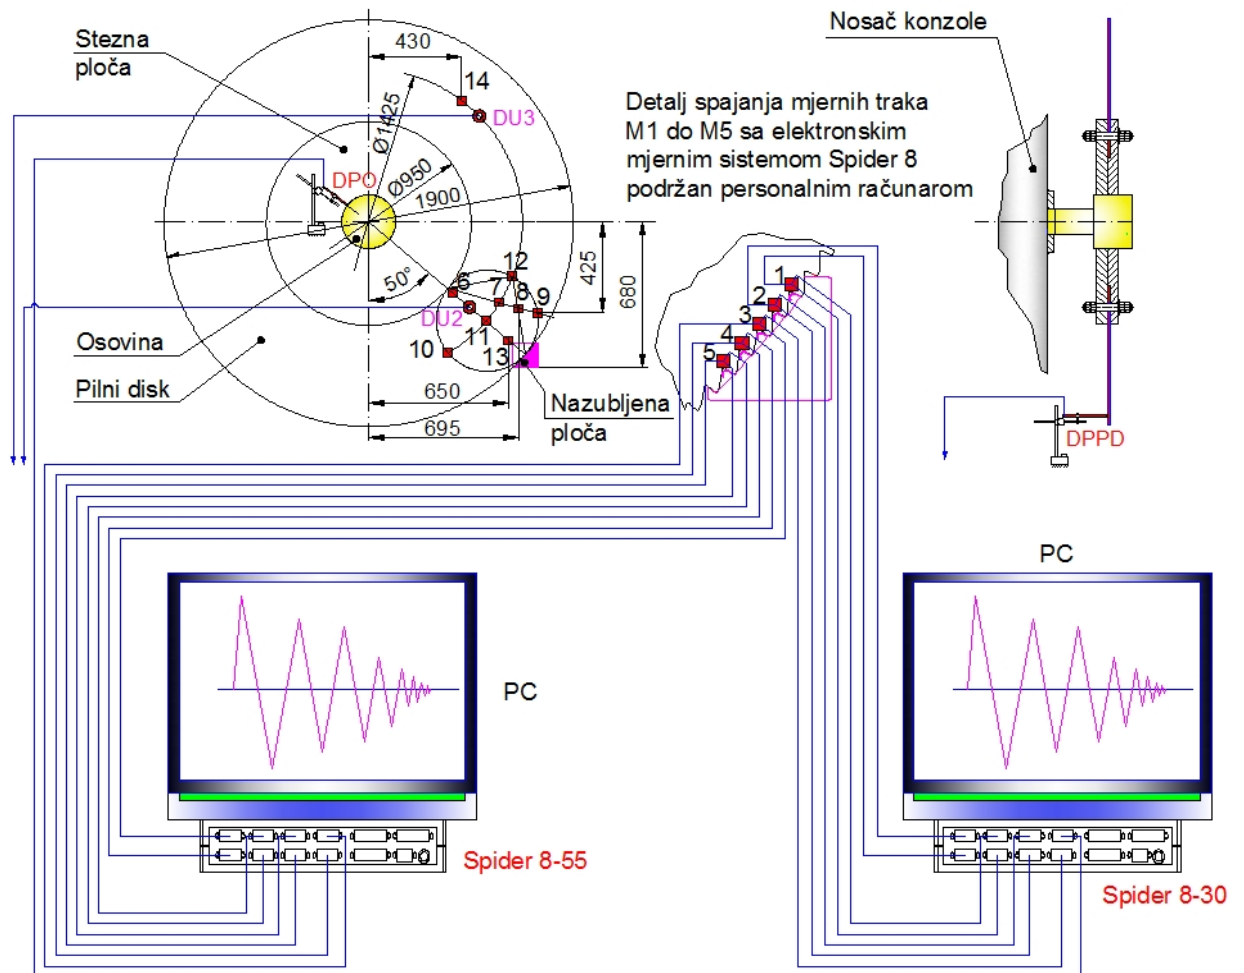 Stezna
ploča
430
14
DU3
Ø1425
DPO
Ø950
1900
50°
6
7
12
8
9
DU2
11
10
13
425
680
650
695
Osovina
Pilni disk
Nazubljena
ploča
Detalj spajanja mjernih traka
M1 do M5 sa elektronskim
mjernim sistemom Spider 8
podržan personalnim računarom
1
2
3
4
5
Nosač konzole
DPPD
PC
PC
Spider 8-55
Spider 8-30